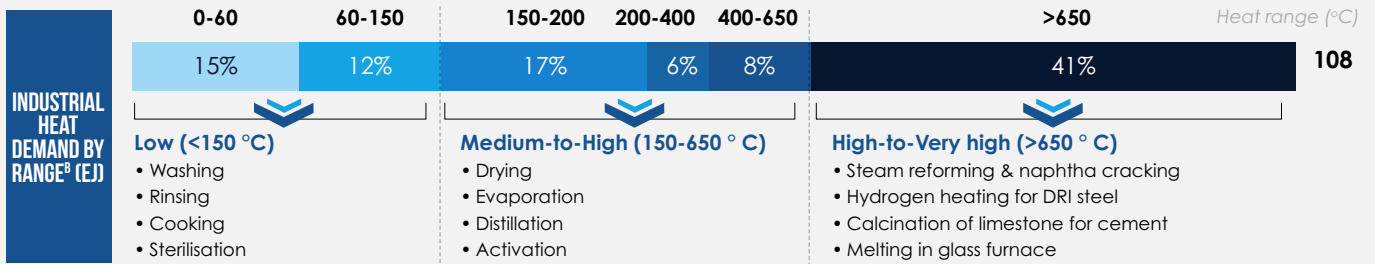 0-60 60-150 150-200 200-400 400-650 >650 Heat range (°C)
15% 12% 17% 6% 8% 41% 108
INDUSTRIAL
HEAT
DEMAND BY
RANGEᴮ (EJ)
Low (<150 °C)
• Washing
• Rinsing
• Cooking
• Sterilisation
Medium-to-High (150-650 ° C)
• Drying
• Evaporation
• Distillation
• Activation
High-to-Very high (>650 ° C)
• Steam reforming & naphtha cracking
• Hydrogen heating for DRI steel
• Calcination of limestone for cement
• Melting in glass furnace